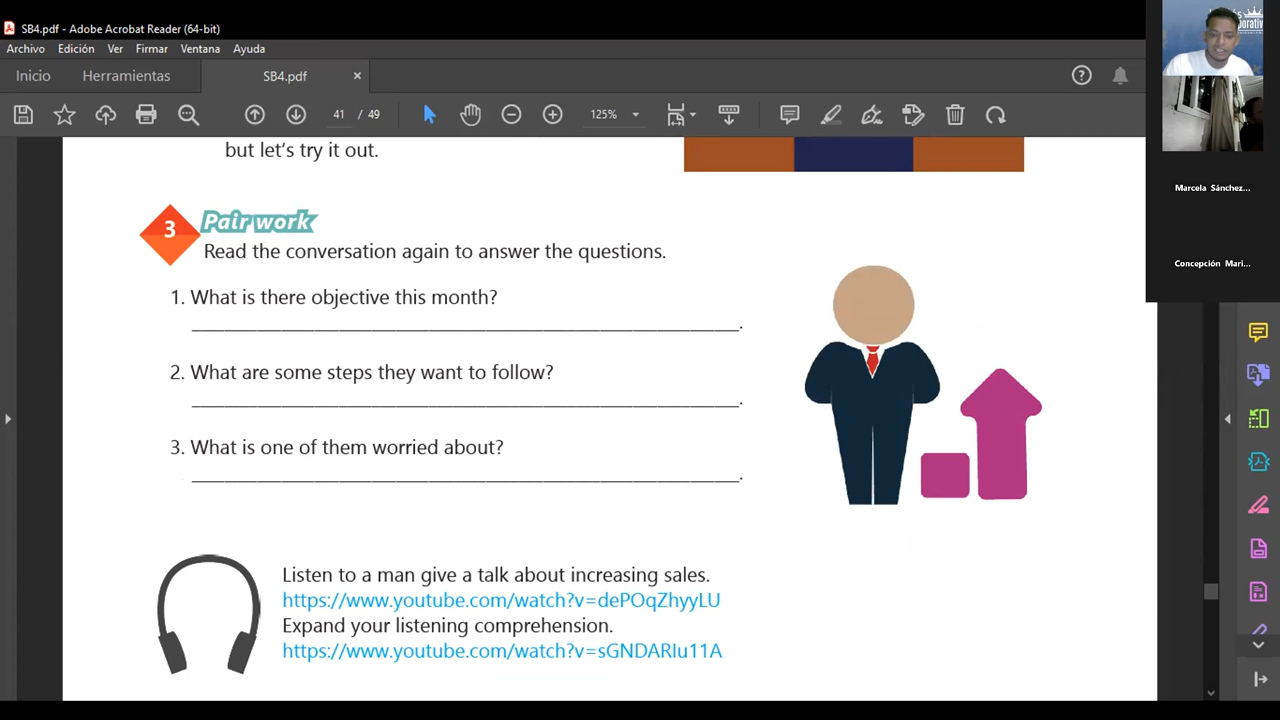 SB4.pdf - Adobe Acrobat Reader (64-bit)
Archivo Edición Ver Firmar Ventana Ayuda
Inicio Herramientas SB4.pdf ×
41 / 49 125%
but let's try it out.
3 Pair work
Read the conversation again to answer the questions.
1. What is there objective this month?
2. What are some steps they want to follow?
3. What is one of them worried about?
Listen to a man give a talk about increasing sales.
https://www.youtube.com/watch?v=dePOqZhyyLU
Expand your listening comprehension.
https://www.youtube.com/watch?v=sGNDARIu11A
Marcela Sánchez...
Concepción Mari...